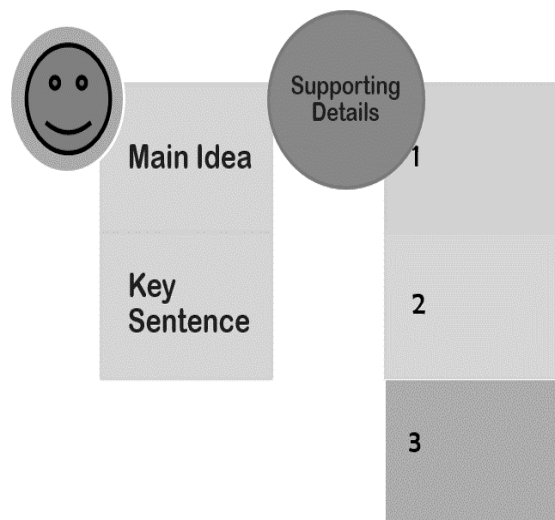 Main Idea
Key
Sentence
Supporting
Details
1
2
3